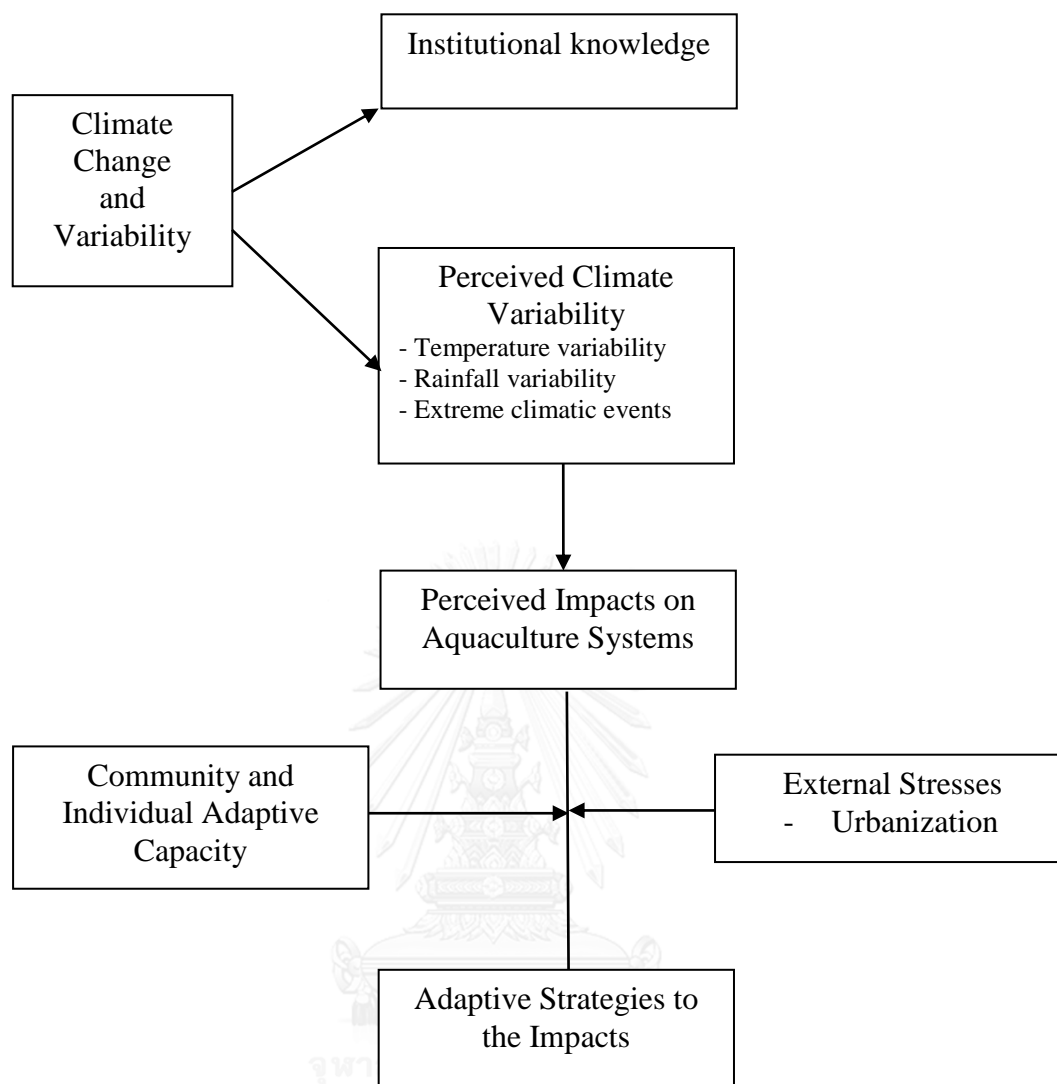 Institutional knowledge
Climate
Change
and
Variability
Perceived Climate
Variability
- Temperature variability
- Rainfall variability
- Extreme climatic events
Perceived Impacts on
Aquaculture Systems
Community and
Individual Adaptive
Capacity
External Stresses
- Urbanization
Adaptive Strategies to
the Impacts